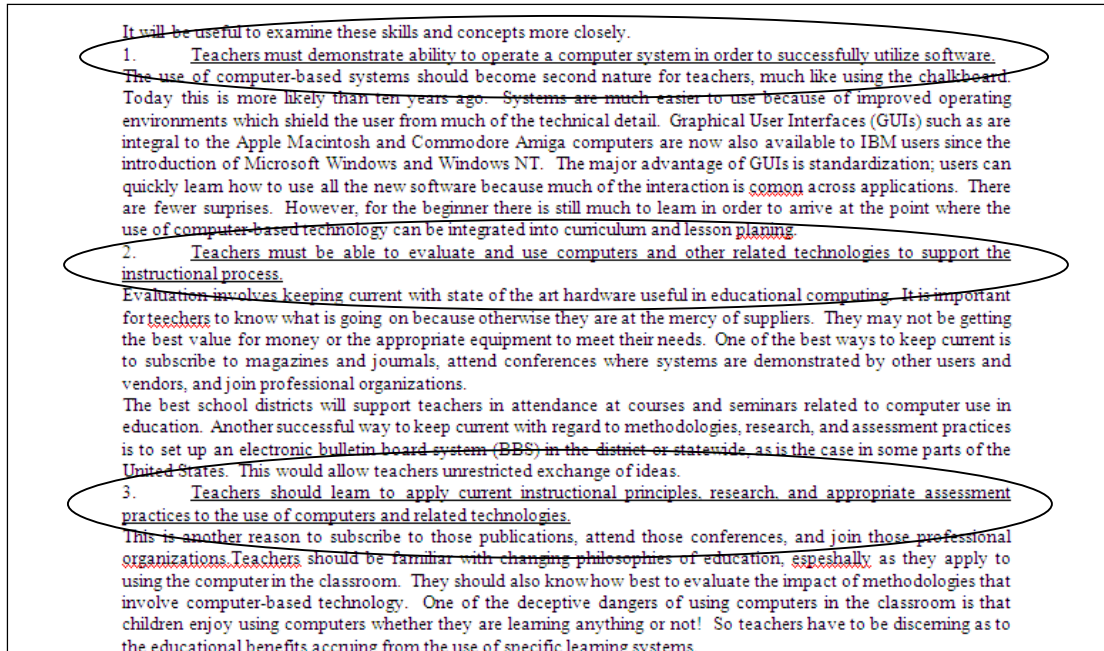 It will be useful to examine these skills and concepts more closely.
1. Teachers must demonstrate ability to operate a computer system in order to successfully utilize software.
The use of computer-based systems should become second nature for teachers, much like using the chalkboard.
Today this is more likely than ten years ago. Systems are much easier to use because of improved operating
environments which shield the user from much of the technical detail. Graphical User Interfaces (GUIs) such as are
integral to the Apple Macintosh and Commodore Amiga computers are now also available to IBM users since the
introduction of Microsoft Windows and Windows NT. The major advantage of GUIs is standardization; users can
quickly learn how to use all the new software because much of the interaction is comon across applications. There
are fewer surprises. However, for the beginner there is still much to learn in order to arrive at the point where the
use of computer-based technology can be integrated into curriculum and lesson planing.
2. Teachers must be able to evaluate and use computers and other related technologies to support the
instructional process.
Evaluation involves keeping current with state of the art hardware useful in educational computing. It is important
for teechers to know what is going on because otherwise they are at the mercy of suppliers. They may not be getting
the best value for money or the appropriate equipment to meet their needs. One of the best ways to keep current is
to subscribe to magazines and journals, attend conferences where systems are demonstrated by other users and
vendors, and join professional organizations.
The best school districts will support teachers in attendance at courses and seminars related to computer use in
education. Another successful way to keep current with regard to methodologies, research, and assessment practices
is to set up an electronic bulletin board system (BBS) in the district or statewide, as is the case in some parts of the
United States. This would allow teachers unrestricted exchange of ideas.
3. Teachers should learn to apply current instructional principles, research, and appropriate assessment
practices to the use of computers and related technologies.
This is another reason to subscribe to those publications, attend those conferences, and join those professional
organizations.Teachers should be familiar with changing philosophies of education, espeshally as they apply to
using the computer in the classroom. They should also know how best to evaluate the impact of methodologies that
involve computer-based technology. One of the deceptive dangers of using computers in the classroom is that
children enjoy using computers whether they are learning anything or not! So teachers have to be discerning as to
the educational benefits accruing from the use of specific learning systems.